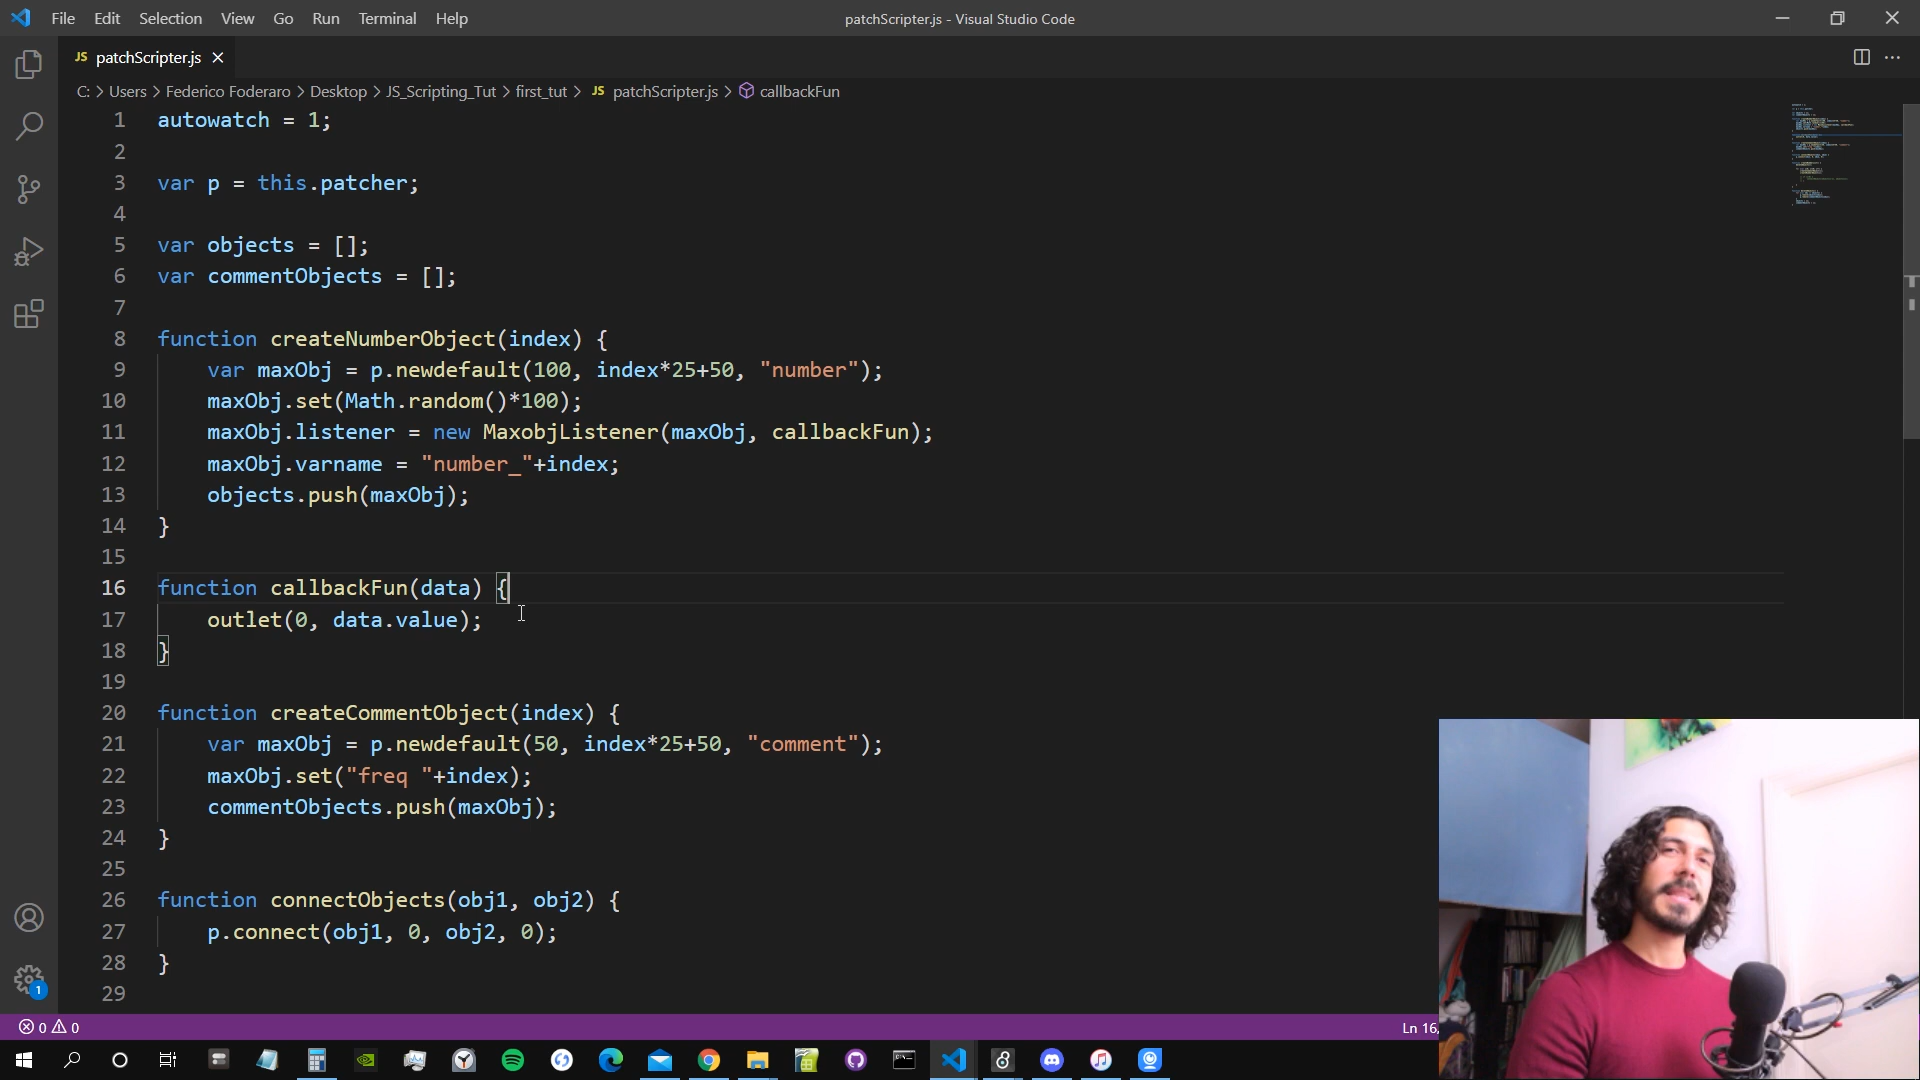 File Edit Selection View Go Run Terminal Help
patchScripter.js - Visual Studio Code
JS patchScripter.js
C: > Users > Federico Foderaro > Desktop > JS_Scripting_Tut > first_tut > JS patchScripter.js > callbackFun
1 autowatch = 1;
2
3 var p = this.patcher;
4
5 var objects = [];
6 var commentObjects = [];
7
8 function createNumberObject(index) {
9 var maxObj = p.newdefault(100, index*25+50, "number");
10 maxObj.set(Math.random()*100);
11 maxObj.listener = new MaxobjListener(maxObj, callbackFun);
12 maxObj.varname = "number_"+index;
13 objects.push(maxObj);
14 }
15
16 function callbackFun(data) {
17 outlet(0, data.value);
18 }
19
20 function createCommentObject(index) {
21 var maxObj = p.newdefault(50, index*25+50, "comment");
22 maxObj.set("freq "+index);
23 commentObjects.push(maxObj);
24 }
25
26 function connectObjects(obj1, obj2) {
27 p.connect(obj1, 0, obj2, 0);
28 }
29
1
0 0
Ln 16,